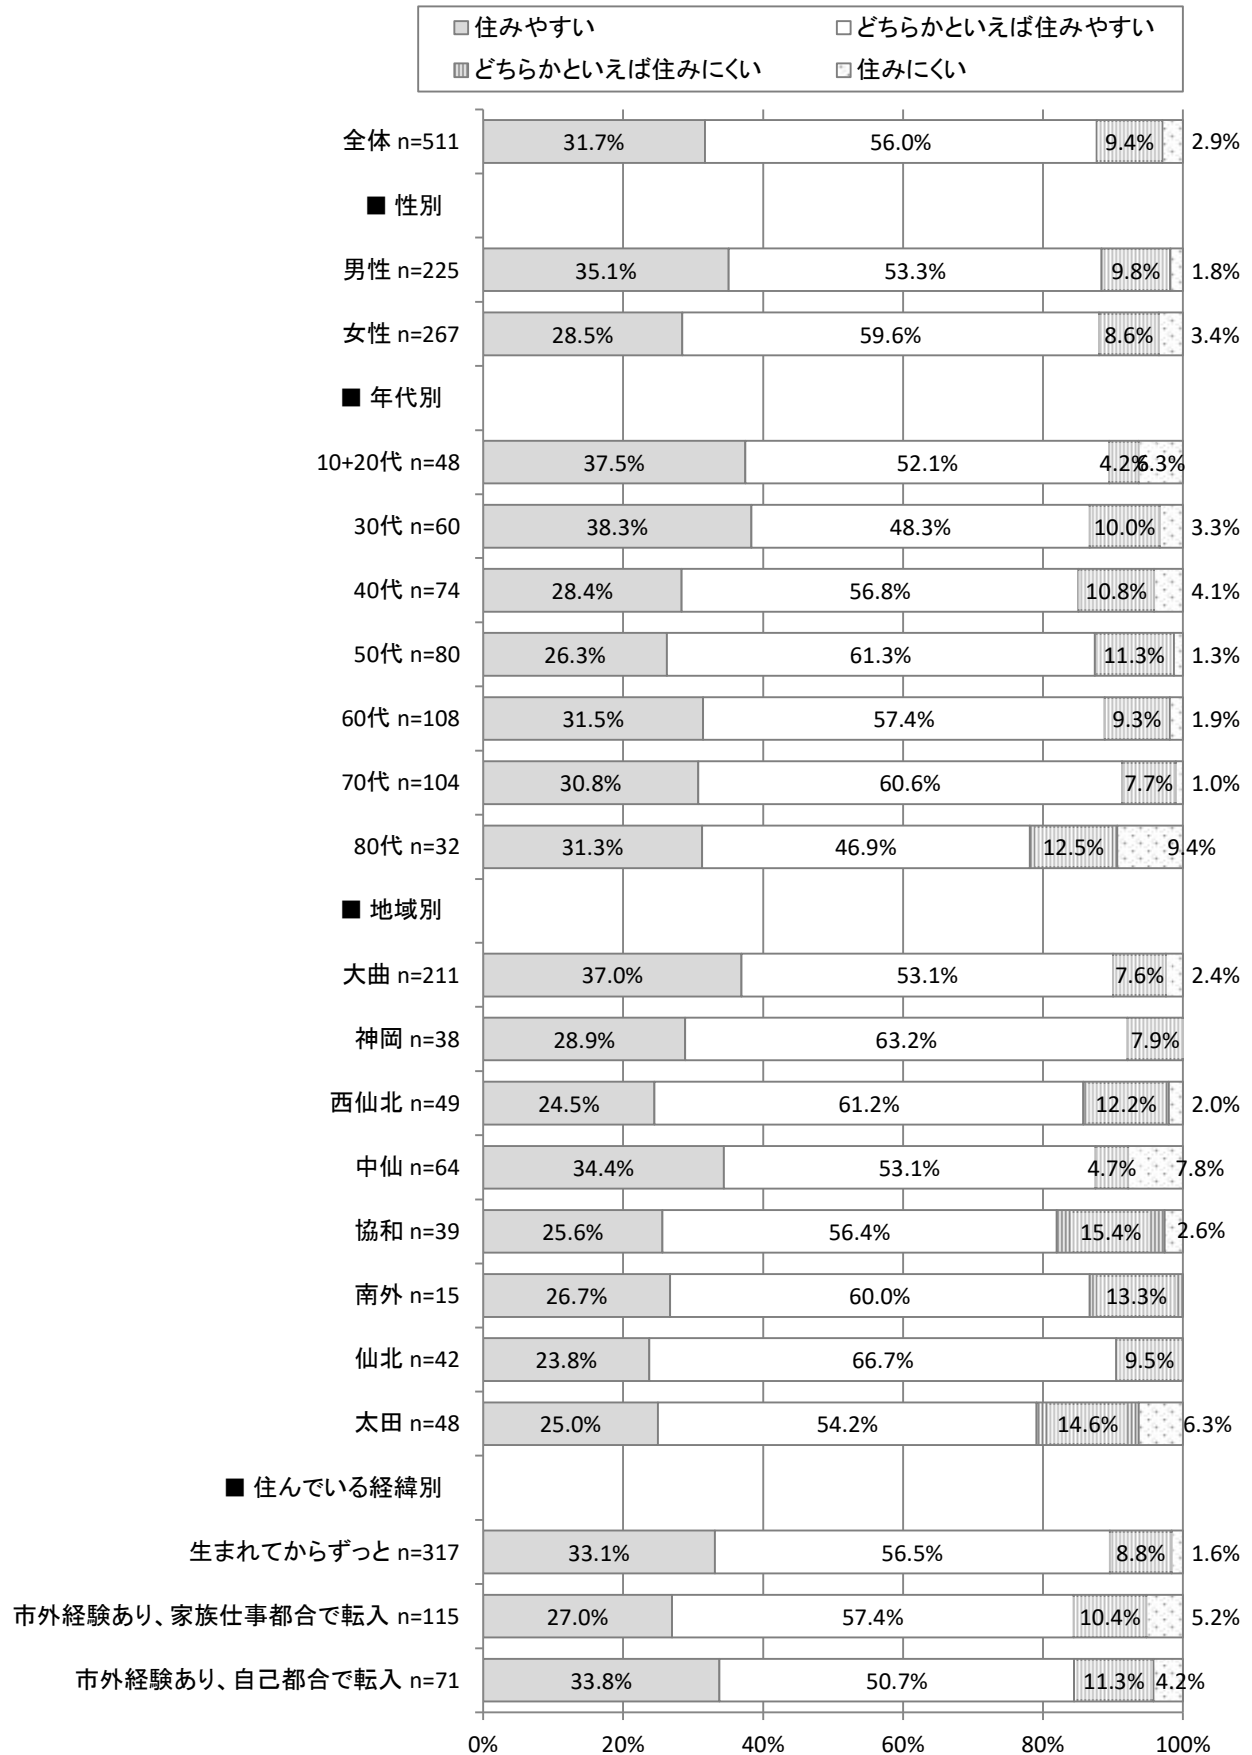 住みやすい どちらかといえば住みやすい
どちらかといえば住みにくい 住みにくい
全体 n=511 31.7% 56.0% 9.4% 2.9%
■ 性別
男性 n=225 35.1% 53.3% 9.8% 1.8%
女性 n=267 28.5% 59.6% 8.6% 3.4%
■ 年代別
10+20代 n=48 37.5% 52.1% 4.2% 6.3%
30代 n=60 38.3% 48.3% 10.0% 3.3%
40代 n=74 28.4% 56.8% 10.8% 4.1%
50代 n=80 26.3% 61.3% 11.3% 1.3%
60代 n=108 31.5% 57.4% 9.3% 1.9%
70代 n=104 30.8% 60.6% 7.7% 1.0%
80代 n=32 31.3% 46.9% 12.5% 9.4%
■ 地域別
大曲 n=211 37.0% 53.1% 7.6% 2.4%
神岡 n=38 28.9% 63.2% 7.9%
西仙北 n=49 24.5% 61.2% 12.2% 2.0%
中仙 n=64 34.4% 53.1% 4.7% 7.8%
協和 n=39 25.6% 56.4% 15.4% 2.6%
南外 n=15 26.7% 60.0% 13.3%
仙北 n=42 23.8% 66.7% 9.5%
太田 n=48 25.0% 54.2% 14.6% 6.3%
■ 住んでいる経緯別
生まれてからずっと n=317 33.1% 56.5% 8.8% 1.6%
市外経験あり、家族仕事都合で転入 n=115 27.0% 57.4% 10.4% 5.2%
市外経験あり、自己都合で転入 n=71 33.8% 50.7% 11.3% 4.2%
0% 20% 40% 60% 80% 100%